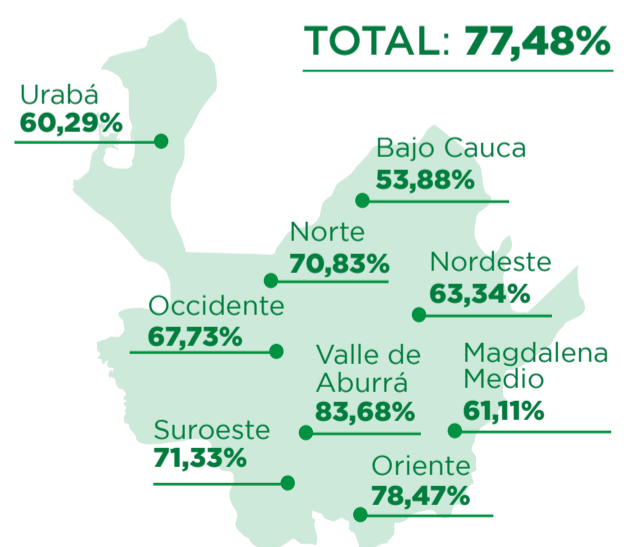 TOTAL: 77,48%
Urabá
60,29%
Bajo Cauca
53,88%
Norte
70,83%
Nordeste
63,34%
Occidente
67,73%
Valle de
Aburrá
83,68%
Magdalena
Medio
61,11%
Suroeste
71,33%
Oriente
78,47%